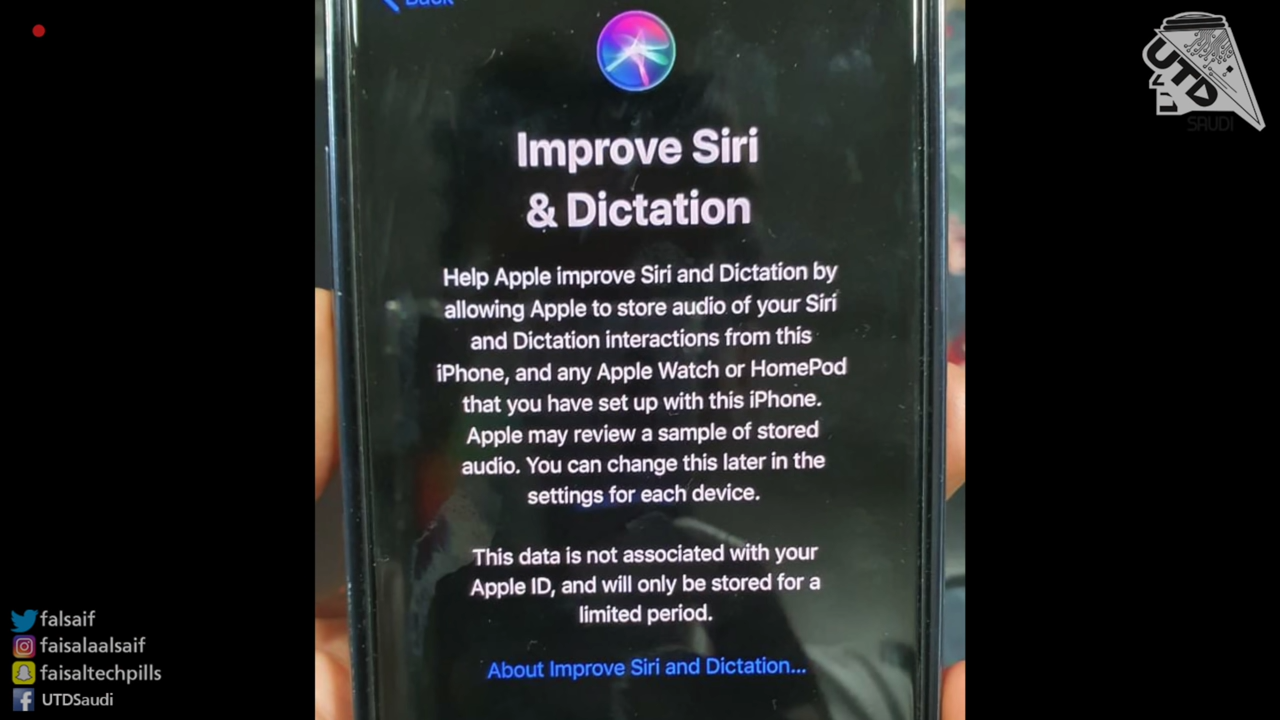 Back
Improve Siri
& Dictation
Help Apple improve Siri and Dictation by
allowing Apple to store audio of your Siri
and Dictation interactions from this
iPhone, and any Apple Watch or HomePod
that you have set up with this iPhone.
Apple may review a sample of stored
audio. You can change this later in the
settings for each device.
This data is not associated with your
Apple ID, and will only be stored for a
limited period.
About Improve Siri and Dictation...
UTD
SAUDI
falsaif
faisalaalsaif
faisaltechpills
UTDSaudi